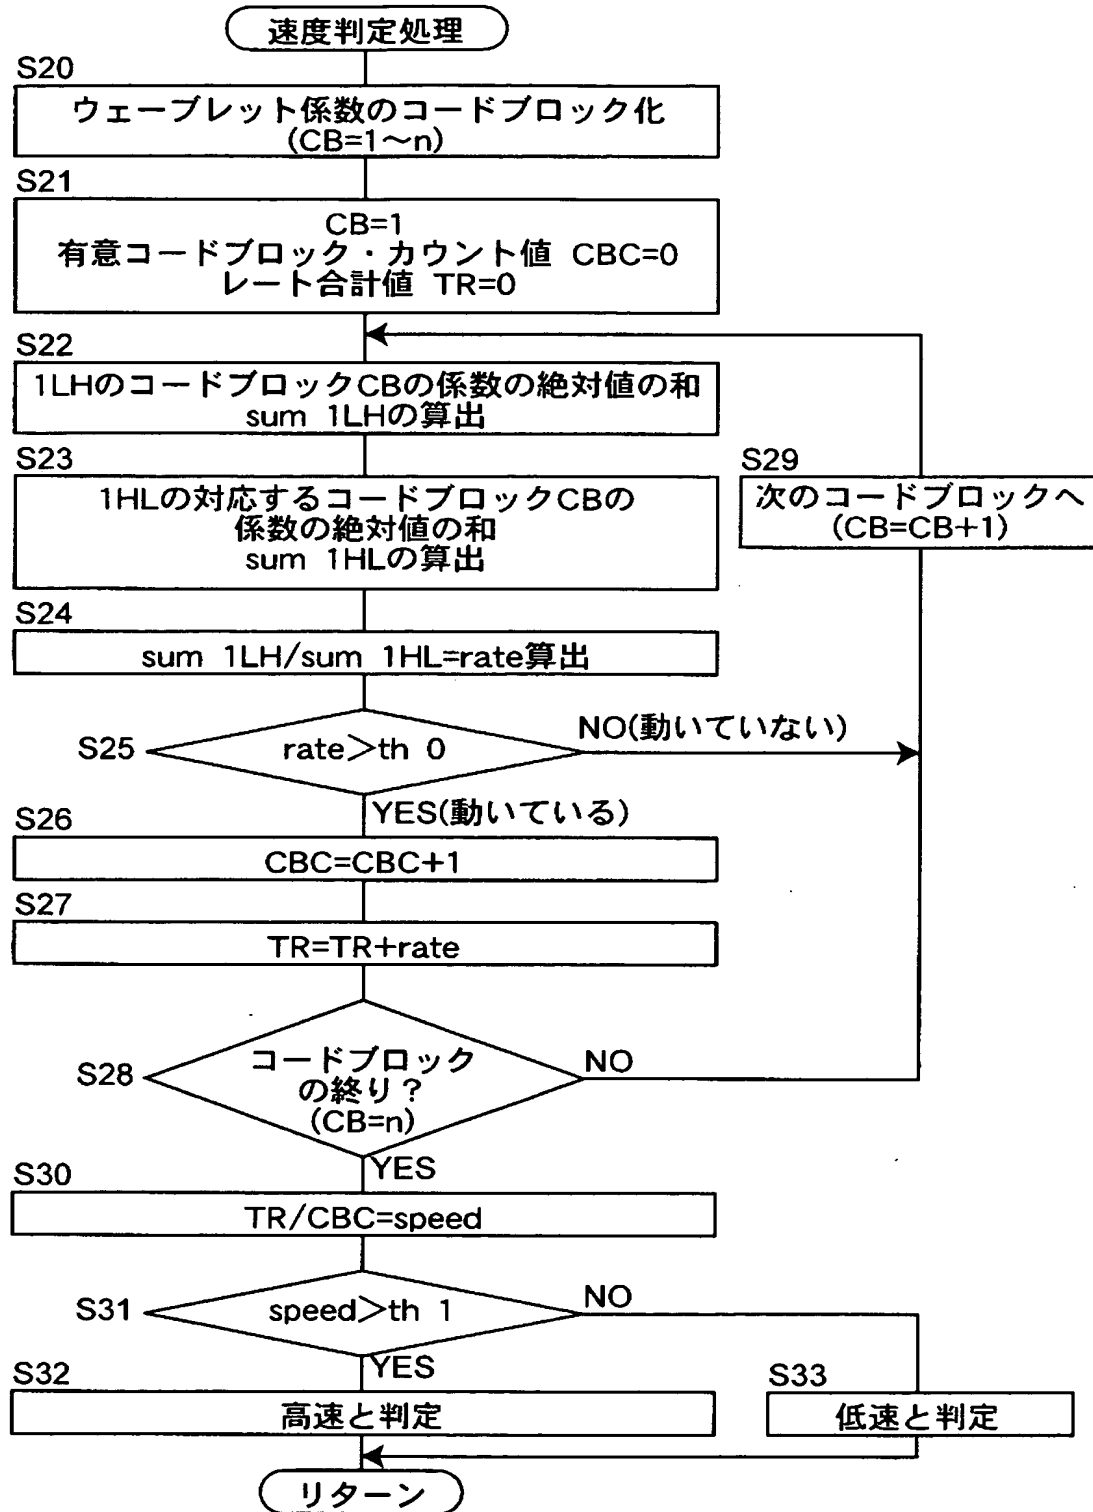 速度判定処理
S20
ウェーブレット係数のコードブロック化
(CB=1～n)
S21
CB=1
有意コードブロック・カウント値 CBC=0
レート合計値 TR=0
S22
1LHのコードブロックCBの係数の絶対値の和
sum 1LHの算出
S23
1HLの対応するコードブロックCBの
係数の絶対値の和
sum 1HLの算出
S29
次のコードブロックへ
(CB=CB+1)
S24
sum 1LH/sum 1HL=rate算出
S25
rate＞th 0
NO(動いていない)
YES(動いている)
S26
CBC=CBC+1
S27
TR=TR+rate
S28
コードブロック
の終り？
(CB=n)
NO
YES
S30
TR/CBC=speed
S31
speed＞th 1
NO
YES
S32
高速と判定
S33
低速と判定
リターン